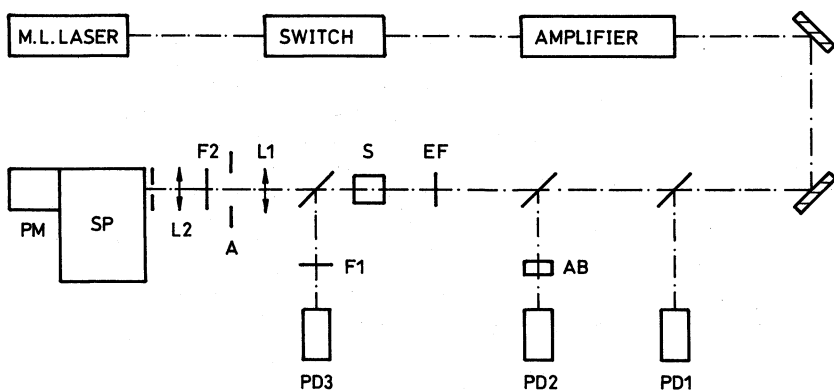 M.L. LASER
SWITCH
AMPLIFIER
F2
L1
S
EF
PM
SP
L2
A
F1
AB
PD3
PD2
PD1